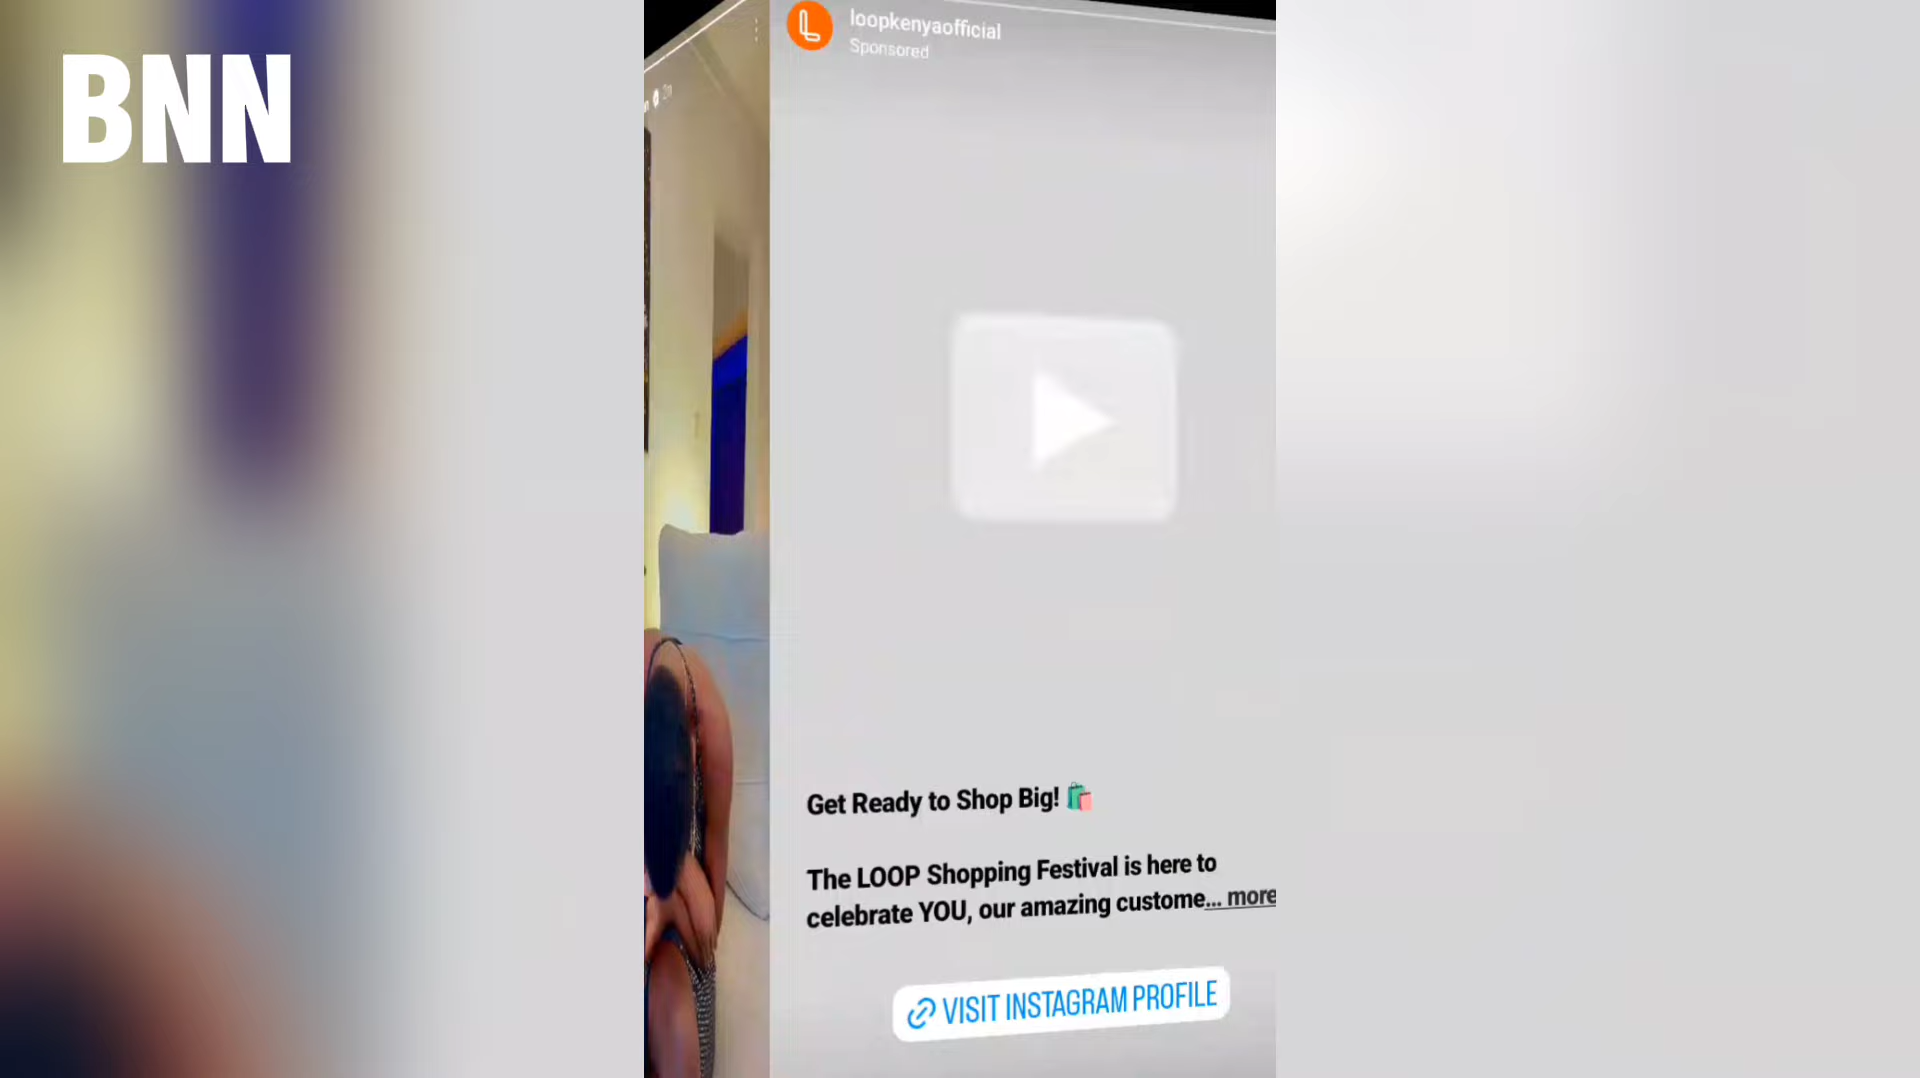 BNN
loopkenyaofficial
Sponsored
Get Ready to Shop Big! 🛍️
The LOOP Shopping Festival is here to
celebrate YOU, our amazing custome... more
VISIT INSTAGRAM PROFILE